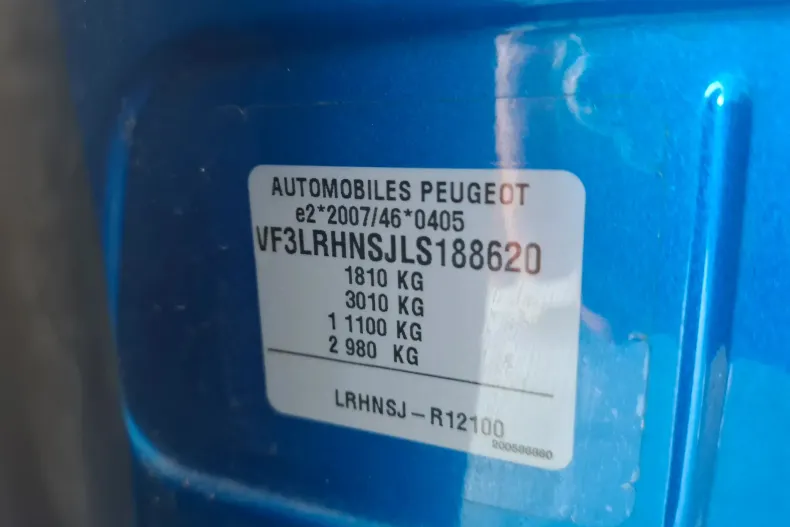 AUTOMOBILES PEUGEOT
e2*2007/46*0405
VF3LRHNSJLS188620
1810 KG
3010 KG
1 1100 KG
2 980 KG
LRHNSJ-R12100
200586980